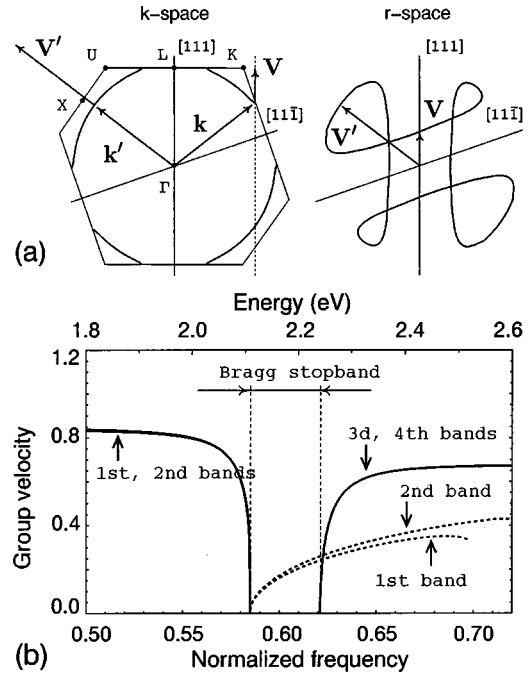 k-space
r-space
V'
U
L
[111]
K
V
[111]
X
k'
k
[111̄]
V'
V
[111̄]
Γ
(a)
Energy (eV)
1.8
2.0
2.2
2.4
2.6
1.2
0.8
0.4
0.0
Group velocity
Bragg stopband
1st, 2nd bands
3d, 4th bands
2nd band
1st band
0.50
0.55
0.60
0.65
0.70
(b)
Normalized frequency